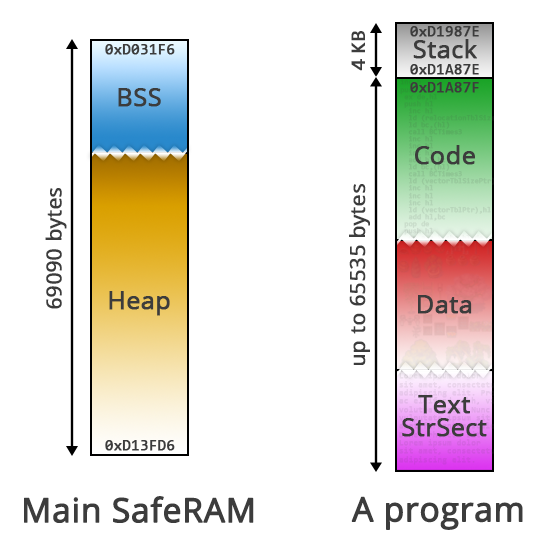 0xD031F6
BSS
69090 bytes
Heap
0xD13FD6
Main SafeRAM
4 KB
0xD1987E
Stack
0xD1A87E
0xD1A87F
Code
up to 65535 bytes
Data
Text
StrSect
A program